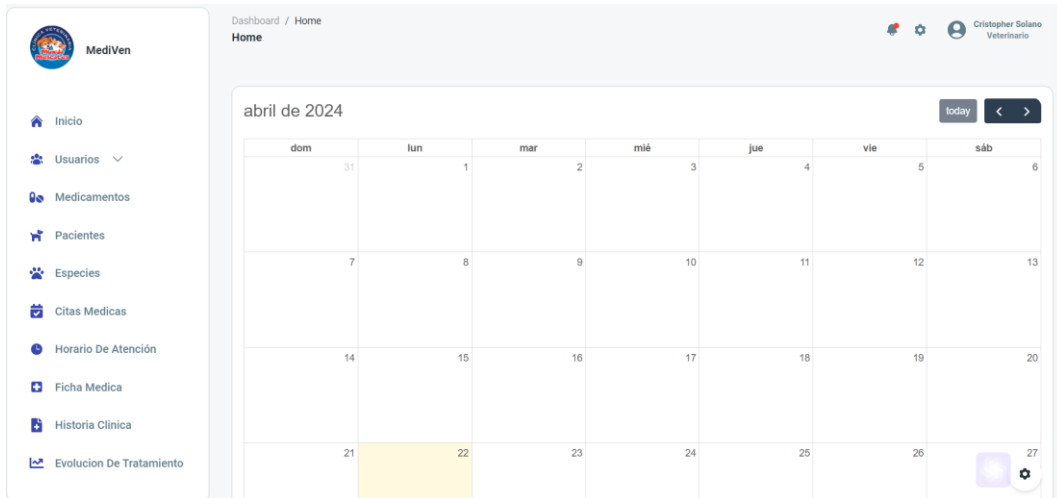 MediVen
Inicio
Usuarios
Medicamentos
Pacientes
Especies
Citas Medicas
Horario De Atención
Ficha Medica
Historia Clinica
Evolucion De Tratamiento
Dashboard / Home
Home
Cristopher Solano
Veterinario
abril de 2024
today
dom lun mar mié jue vie sáb
31 1 2 3 4 5 6
7 8 9 10 11 12 13
14 15 16 17 18 19 20
21 22 23 24 25 26 27